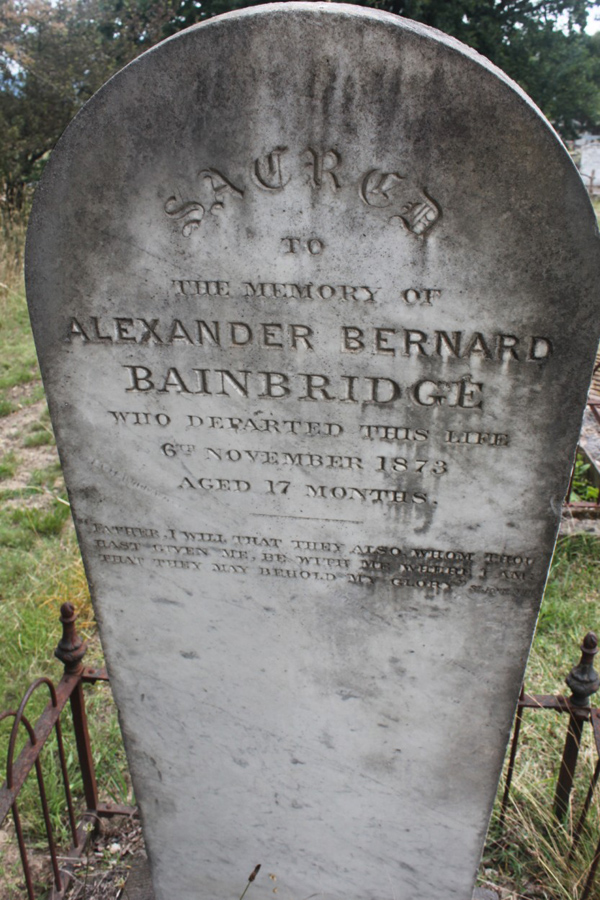 SACRED
TO
THE MEMORY OF
ALEXANDER BERNARD
BAINBRIDGE
WHO DEPARTED THIS LIFE
6TH NOVEMBER 1873
AGED 17 MONTHS.
FATHER, I WILL THAT THEY ALSO, WHOM THOU
HAST GIVEN ME, BE WITH ME WHERE I AM
THAT THEY MAY BEHOLD MY GLORY